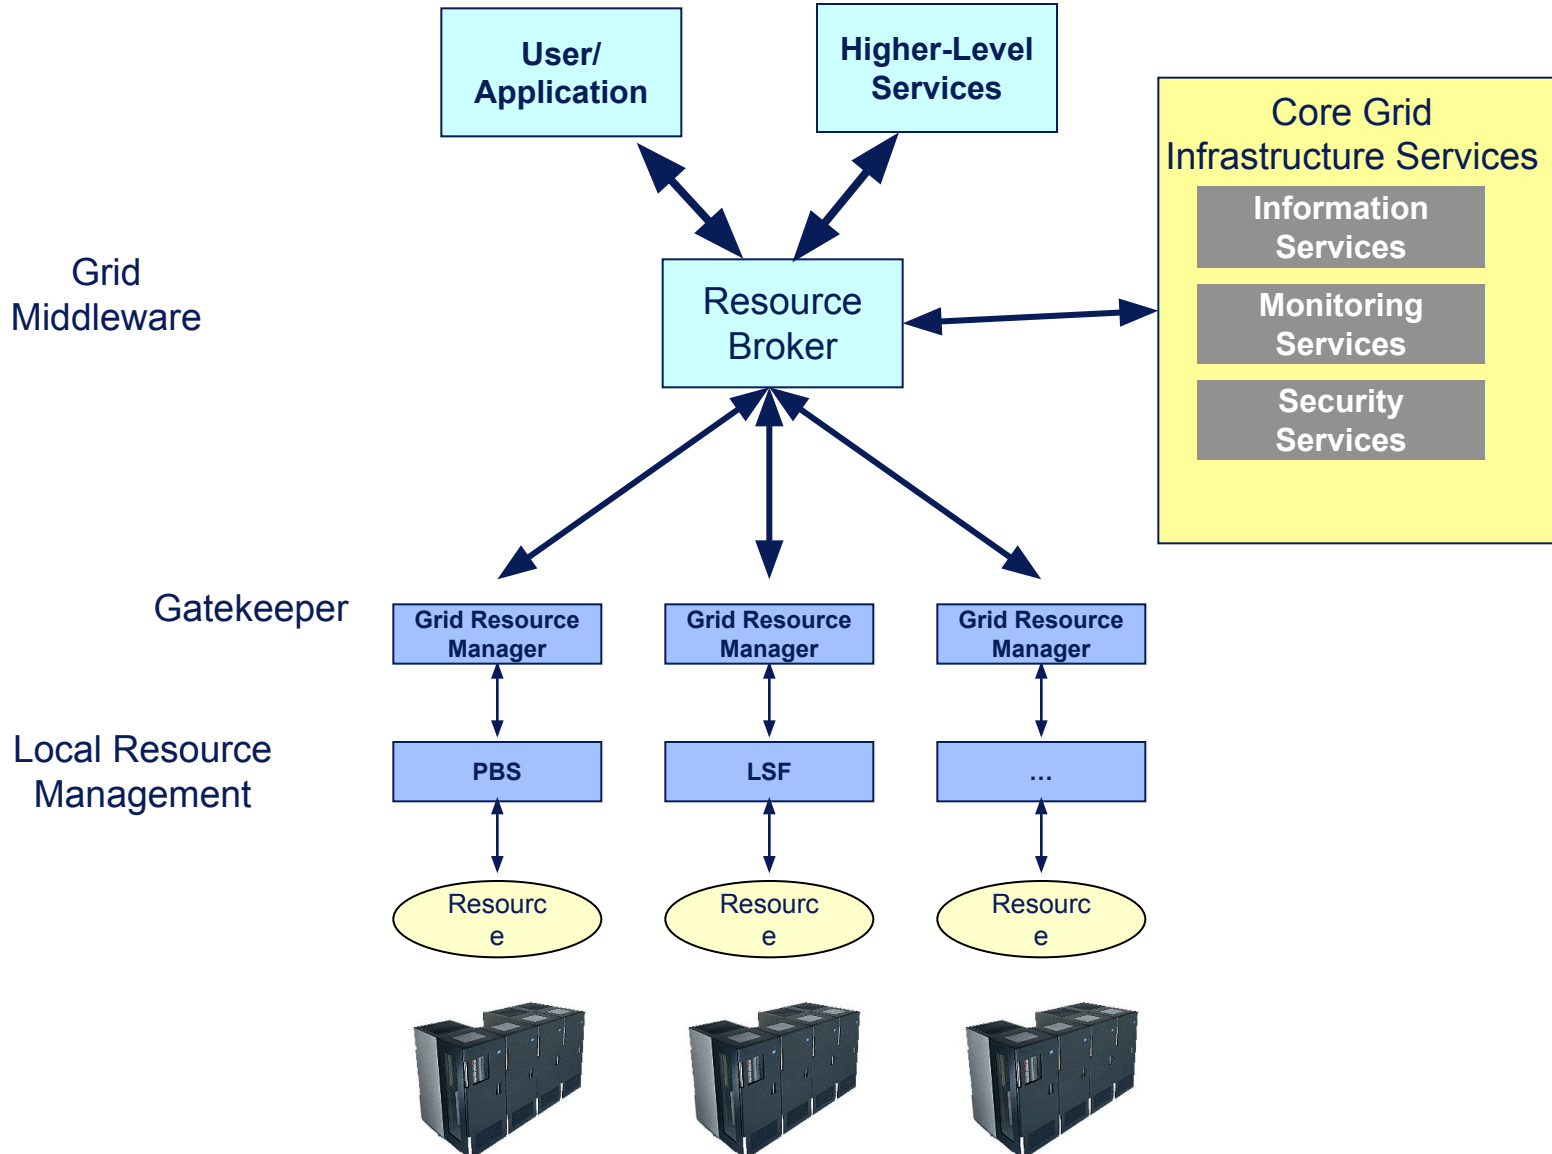 User/
Application
Higher-Level
Services
Core Grid
Infrastructure Services
Information
Services
Monitoring
Services
Security
Services
Grid
Middleware
Resource
Broker
Gatekeeper
Grid Resource
Manager
Grid Resource
Manager
Grid Resource
Manager
Local Resource
Management
PBS
LSF
...
Resourc
e
Resourc
e
Resourc
e